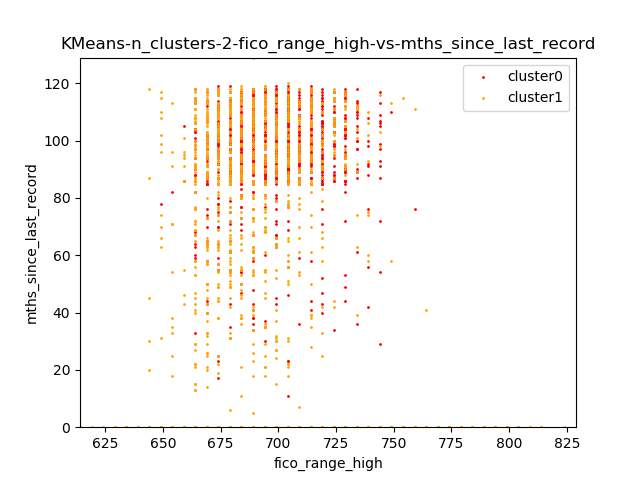 KMeans-n_clusters-2-fico_range_high-vs-mths_since_last_record
cluster0
cluster1
120
100
80
60
40
20
0
mths_since_last_record
625 650 675 700 725 750 775 800 825
fico_range_high